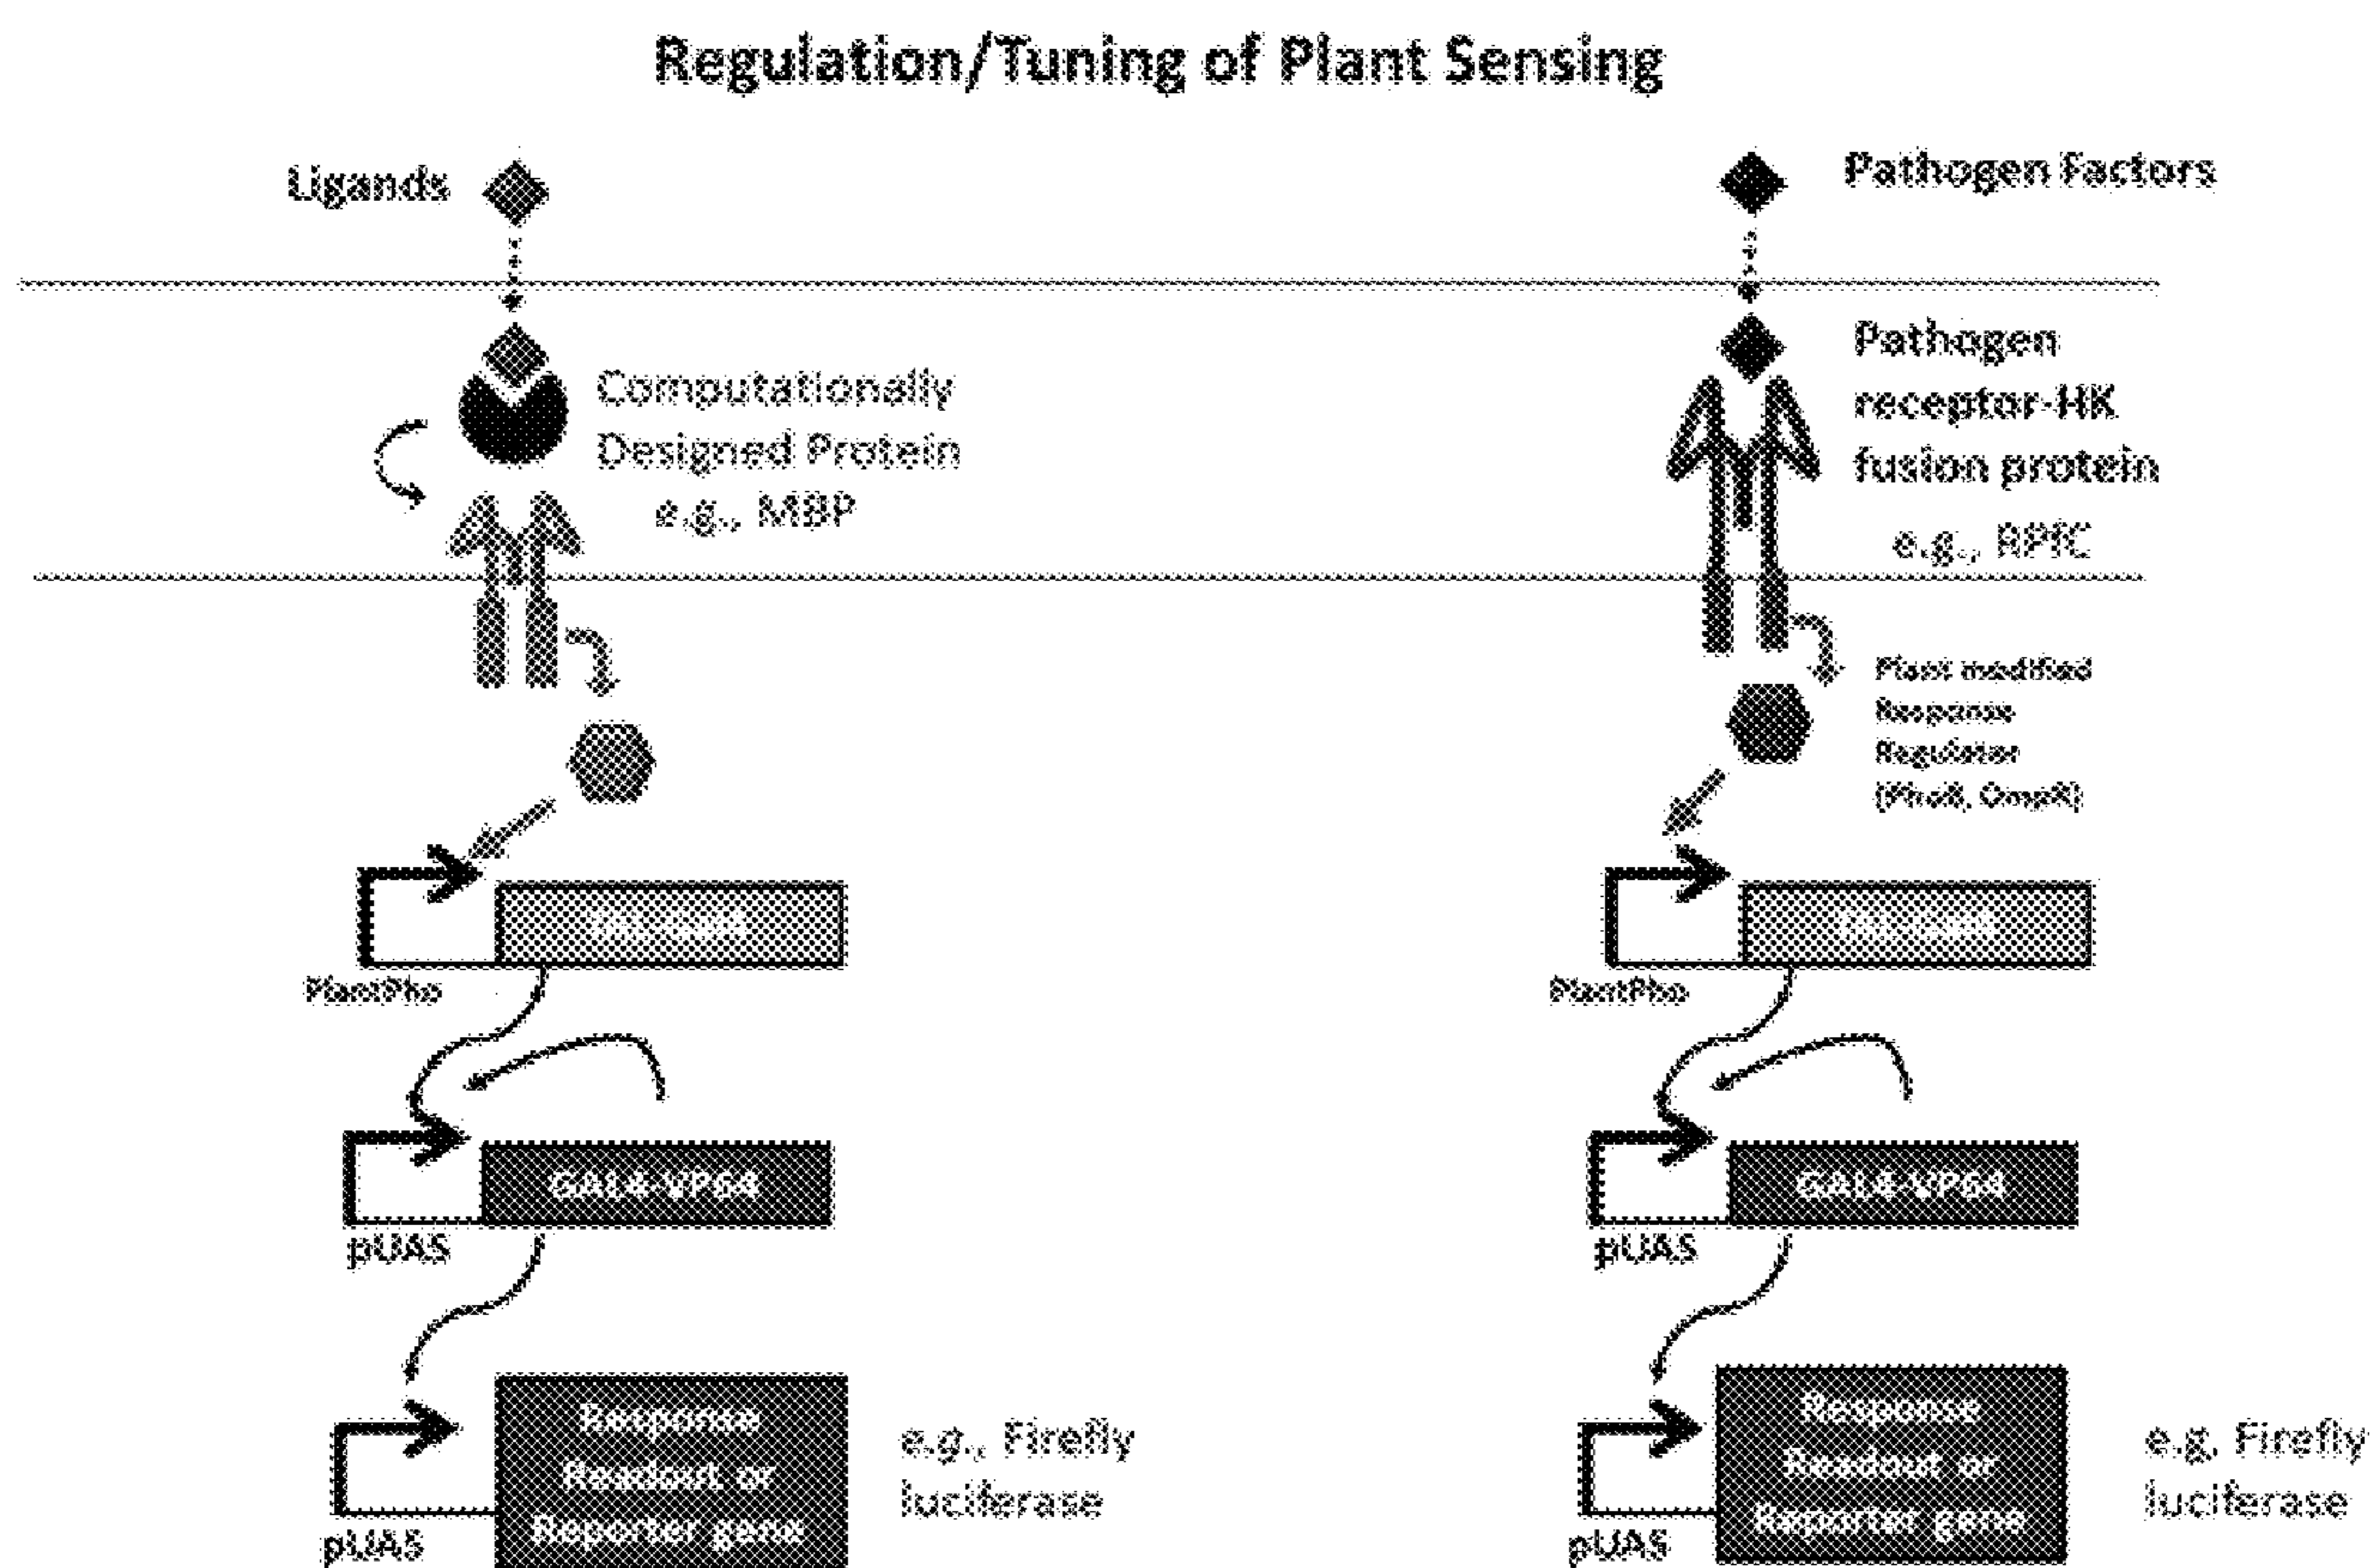 Regulation/Tuning of Plant Sensing
Ligands
Computationally
Designed Protein
e.g., MBP
PlantPho
GAL4-VP64
pUAS
Response
Readout or
Reporter gene
pUAS
e.g., Firefly
luciferase
Pathogen Factors
Pathogen
receptor-HK
fusion protein
e.g., RPfC
Plant modified
Response
Regulator
(PhoR, OmpR)
PlantPho
GAL4-VP64
pUAS
Response
Readout or
Reporter gene
pUAS
e.g. Firefly
luciferase